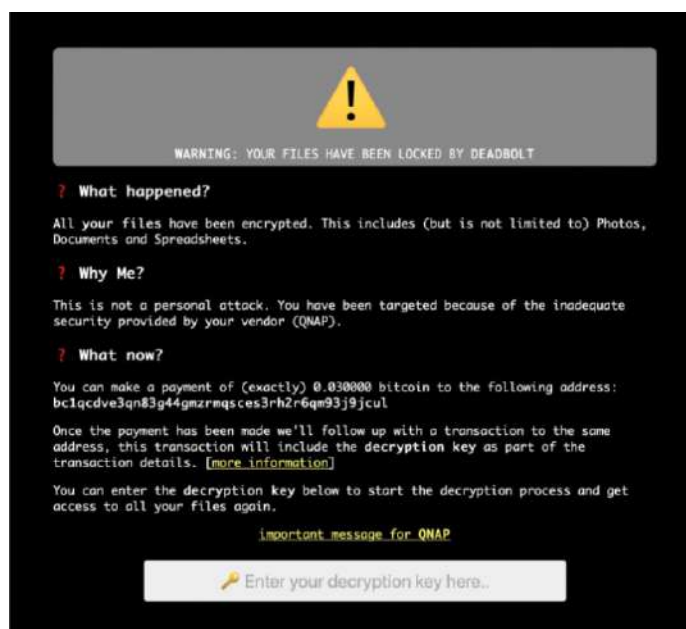 WARNING: YOUR FILES HAVE BEEN LOCKED BY DEADBOLT
? What happened?
All your files have been encrypted. This includes (but is not limited to) Photos,
Documents and Spreadsheets.
? Why Me?
This is not a personal attack. You have been targeted because of the inadequate
security provided by your vendor (QNAP).
? What now?
You can make a payment of (exactly) 0.030000 bitcoin to the following address:
bc1qcdve3qn83g44gmzrmqsces3rh2r6qm93j9jcul
Once the payment has been made we'll follow up with a transaction to the same
address, this transaction will include the decryption key as part of the
transaction details. [more information]
You can enter the decryption key below to start the decryption process and get
access to all your files again.
important message for QNAP
Enter your decryption key here..